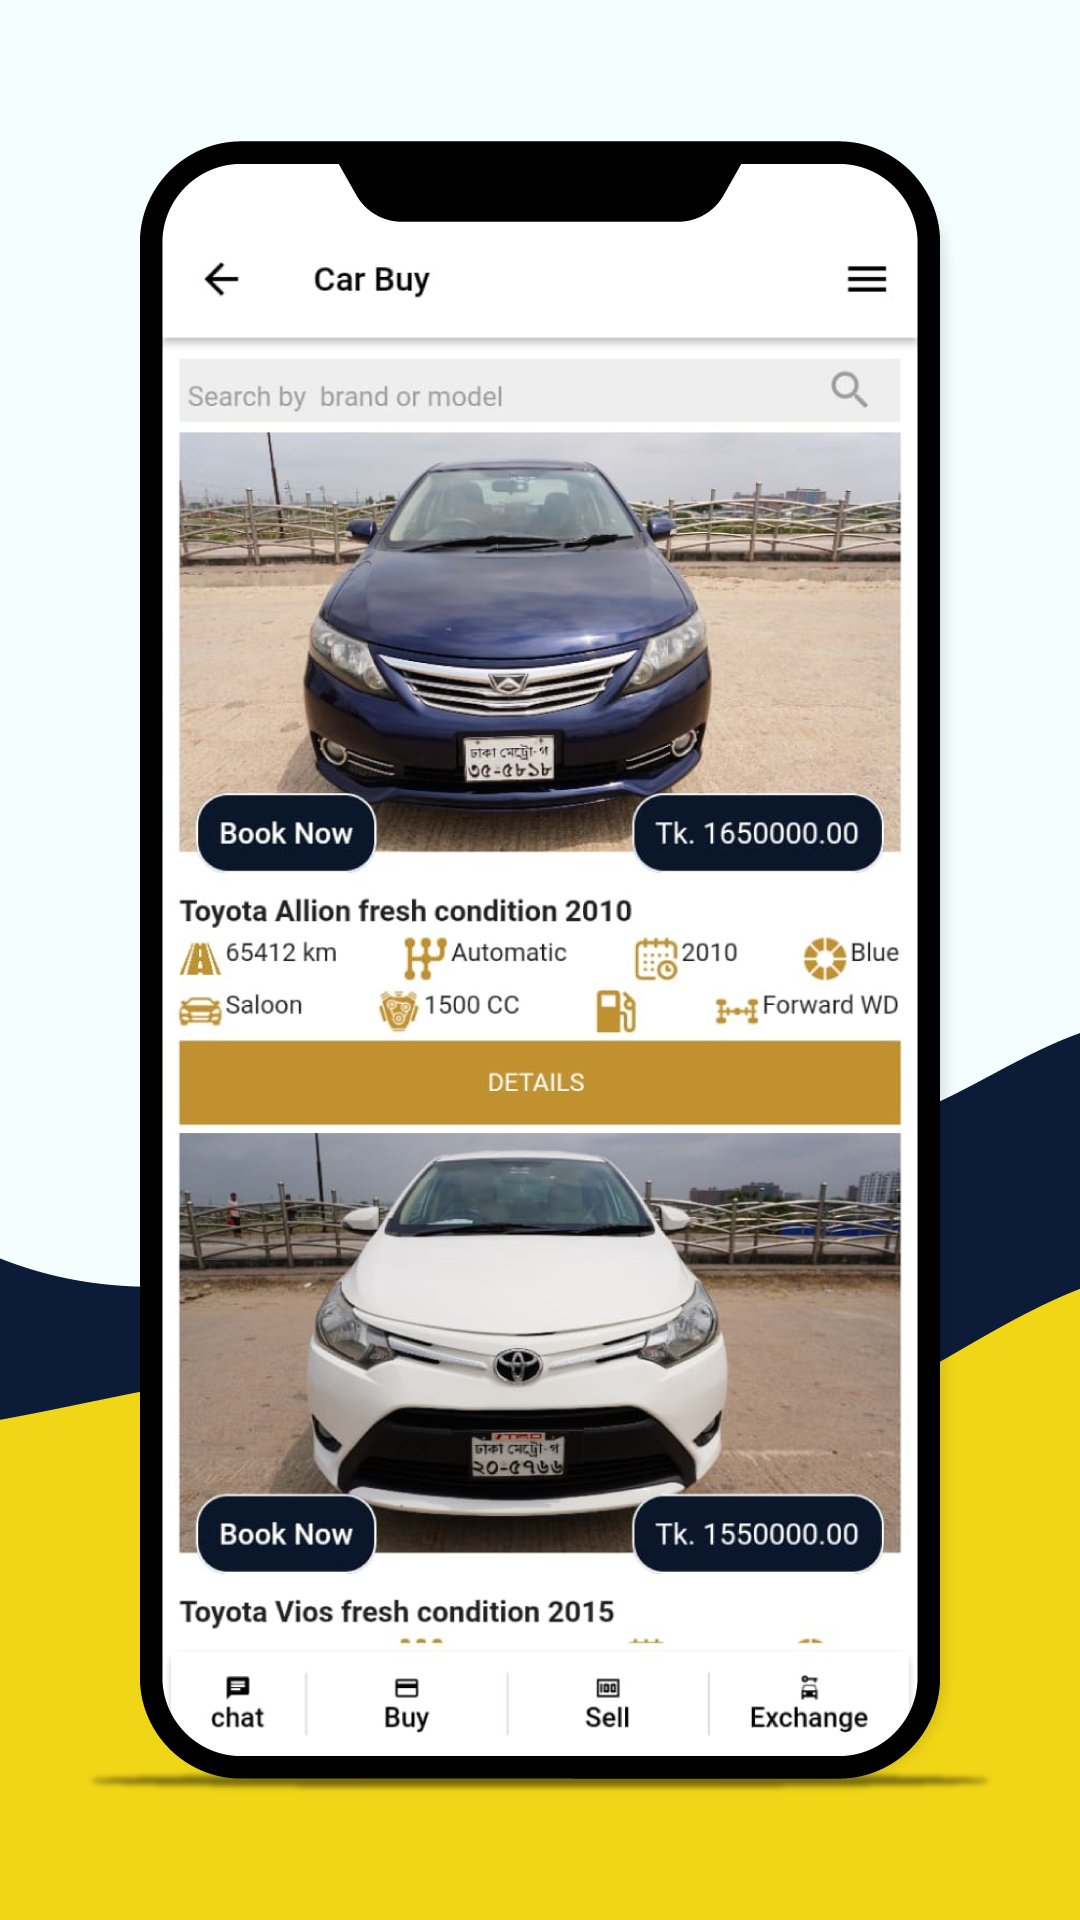 Car Buy
Search by  brand or model
ঢাকা মেট্রো-গ
৩৫-৫৮১৮
Book Now
Tk. 1650000.00
Toyota Allion fresh condition 2010
65412 km
Automatic
2010
Blue
Saloon
1500 CC
Forward WD
DETAILS
ঢাকা মেট্রো-গ
২০-৫৭৬৬
Book Now
Tk. 1550000.00
Toyota Vios fresh condition 2015
chat
Buy
Sell
Exchange